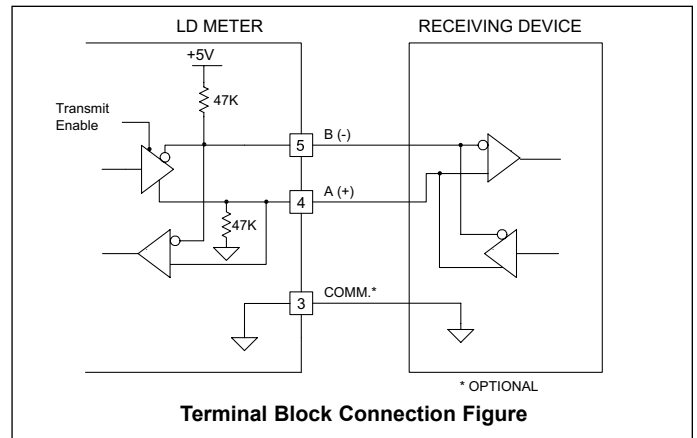 LD METER
RECEIVING DEVICE
+5V
47K
Transmit
Enable
5
B (-)
4
A (+)
47K
3
COMM.*
* OPTIONAL
Terminal Block Connection Figure